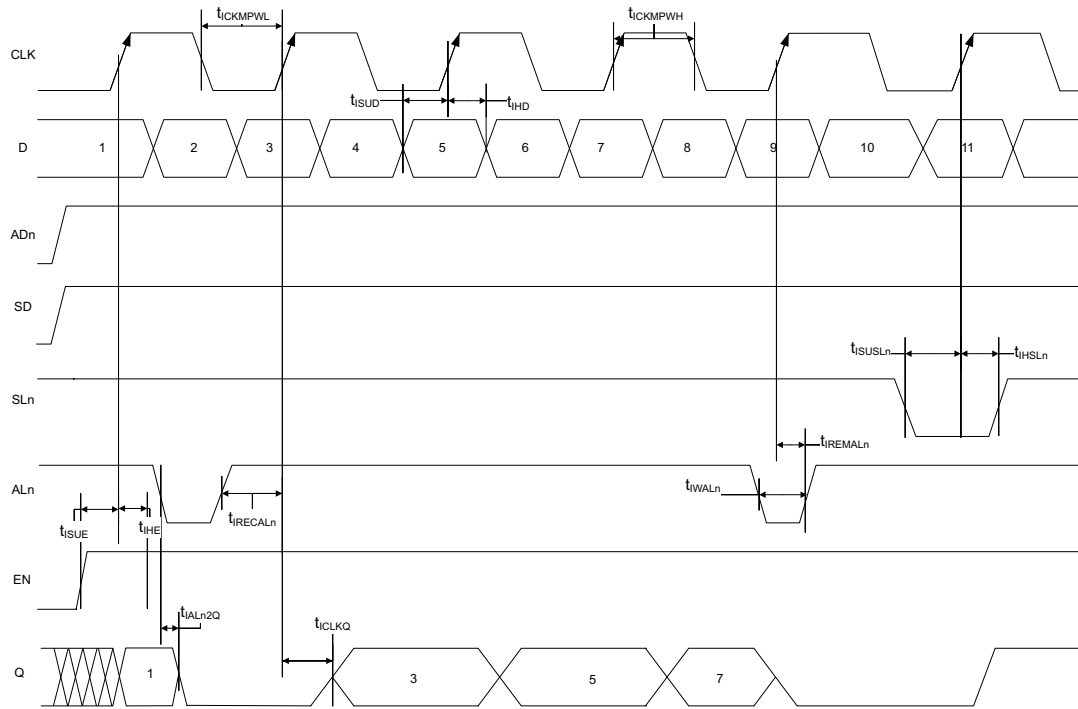 tICKMPWL
tICKMPWH
CLK
tISUD
tIHD
D
1 2 3 4 5 6 7 8 9 10 11
ADn
SD
tISUSLn
tIHSLn
SLn
tIREMALn
ALn
tIWALn
tISUE
tIHE
tIRECALn
EN
tIALn2Q
tICLKQ
Q
1 3 5 7